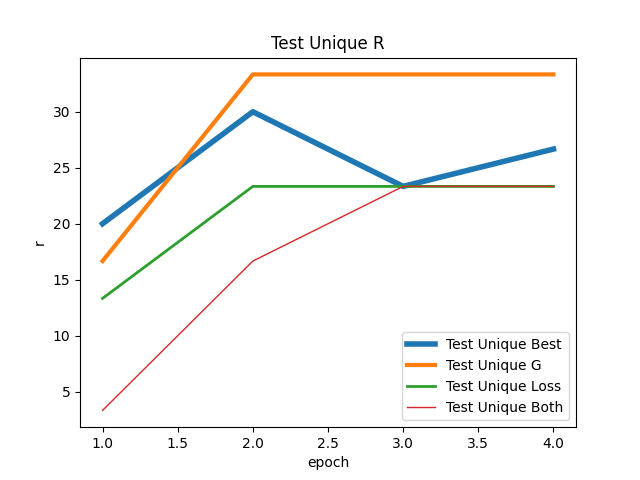 Test Unique R
r
30
25
20
15
10
5
1.0 1.5 2.0 2.5 3.0 3.5 4.0
epoch
Test Unique Best
Test Unique G
Test Unique Loss
Test Unique Both